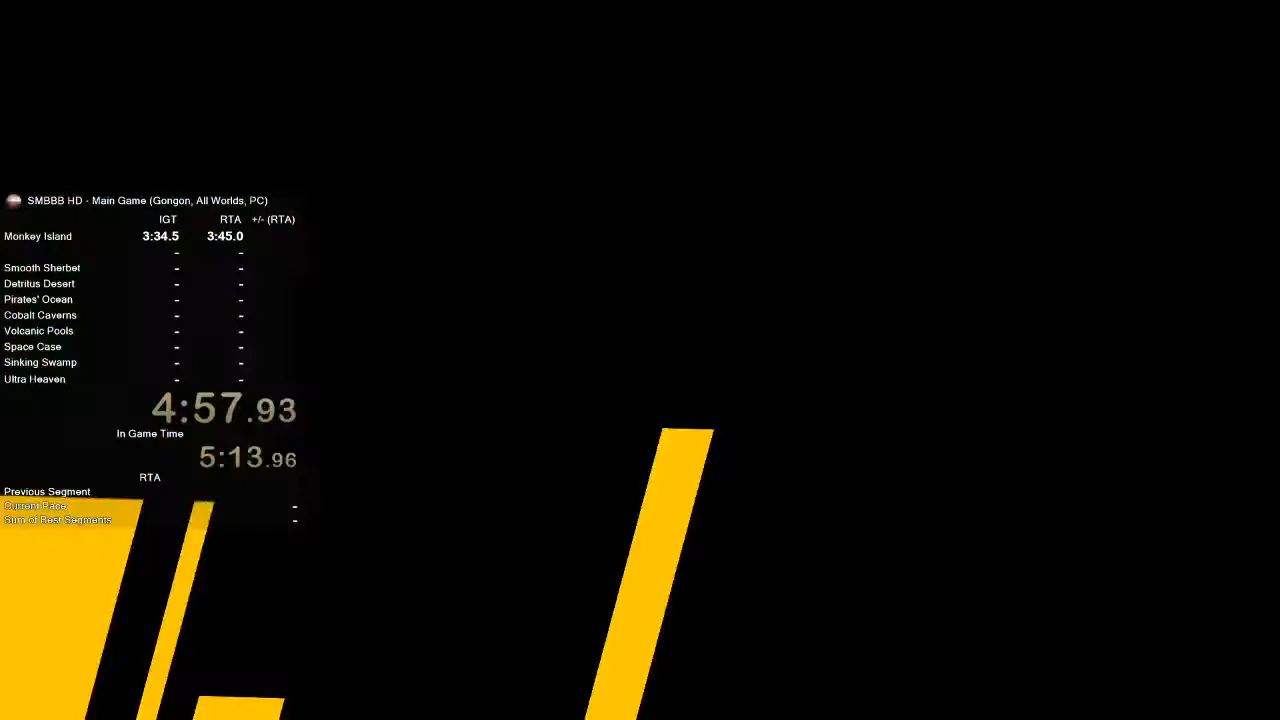 SMBBB HD - Main Game (Gongon, All Worlds, PC)
IGT RTA +/- (RTA)
Monkey Island 3:34.5 3:45.0
- -
Smooth Sherbet - -
Detritus Desert - -
Pirates' Ocean - -
Cobalt Caverns - -
Volcanic Pools - -
Space Case - -
Sinking Swamp - -
Ultra Heaven - -
4:57.93
In Game Time
5:13.96
RTA
Previous Segment
Current Pace -
Sum of Best Segments -